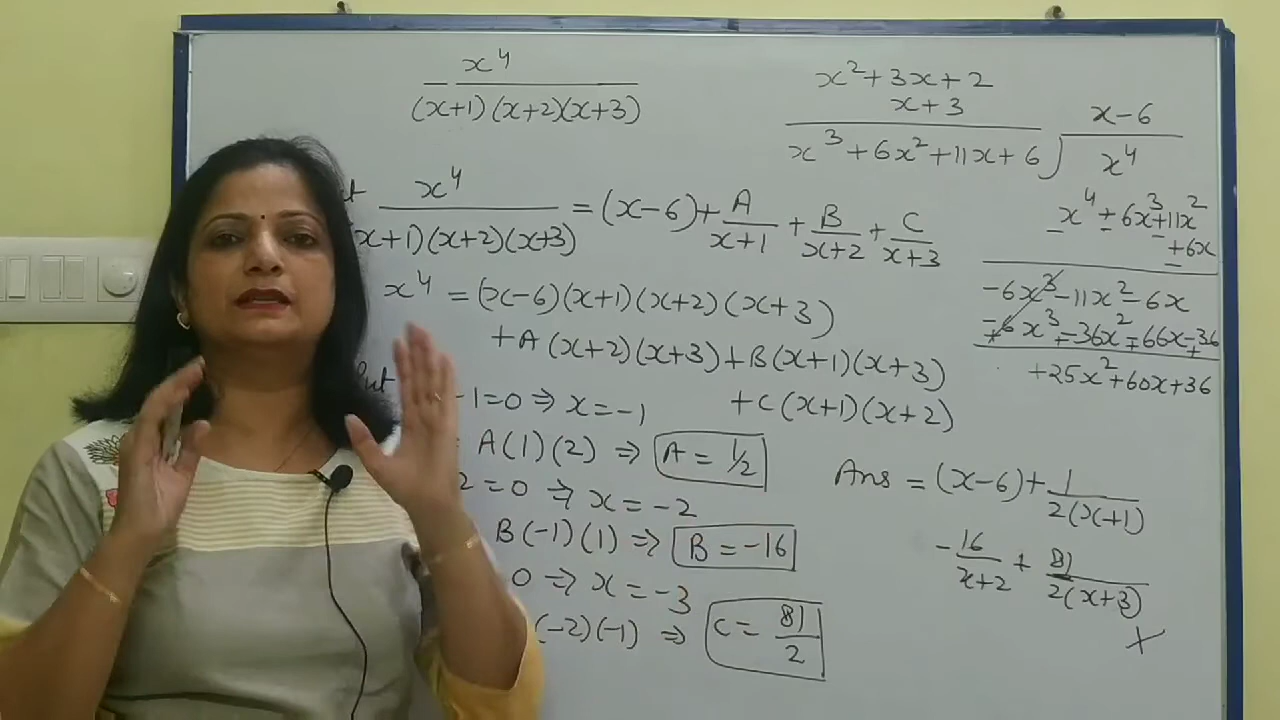 x⁴
(x+1)(x+2)(x+3)
x²+3x+2
x+3
x³+6x²+11x+6) x⁴
x-6
x⁴+6x³+11x²
+6x
-6x³-11x²-6x
-6x³-36x²-66x-36
+25x²+60x+36
x⁴/(x+1)(x+2)(x+3) = (x-6)+A/x+1 + B/x+2 + C/x+3
x⁴ = (x-6)(x+1)(x+2)(x+3)
+A(x+2)(x+3)+B(x+1)(x+3)
+C(x+1)(x+2)
Put
1=0 ⇒ x=-1
A(1)(2) ⇒ A = 1/2
2=0 ⇒ x=-2
B(-1)(1) ⇒ B=-16
0 ⇒ x=-3
(-2)(-1) ⇒ C= 81/2
Ans = (x-6)+1/2(x+1)
-16/x+2 + 81/2(x+3)